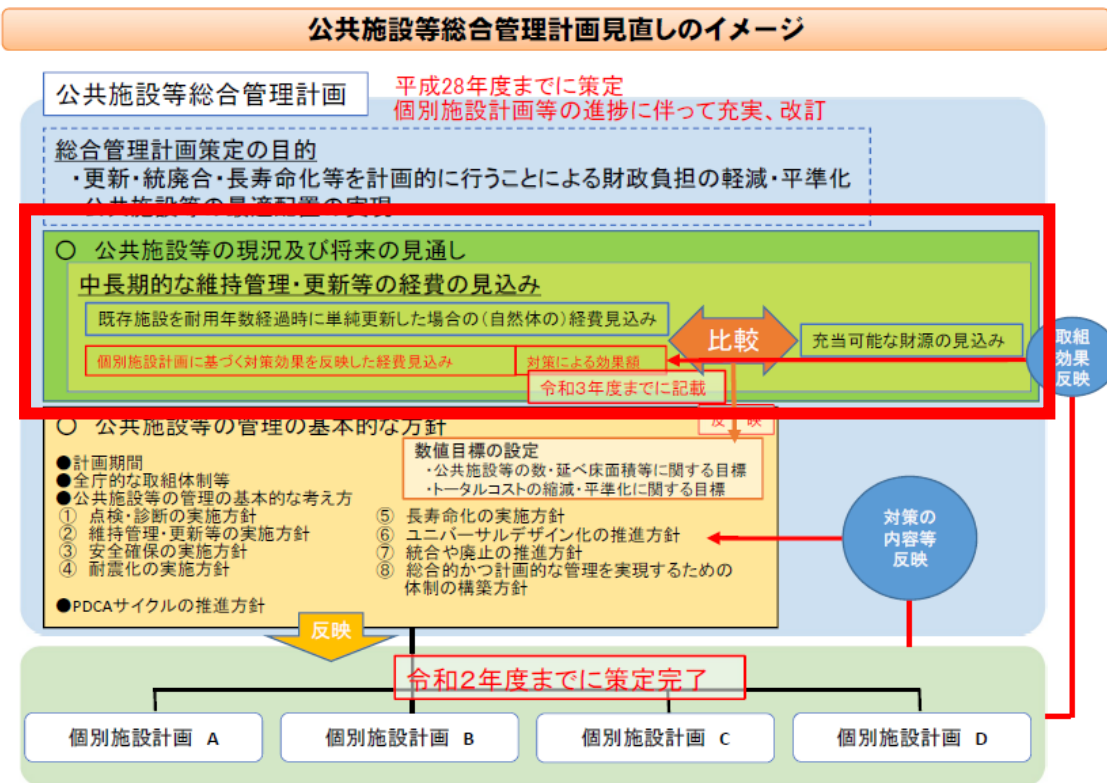 公共施設等総合管理計画見直しのイメージ
公共施設等総合管理計画
平成28年度までに策定
個別施設計画等の進捗に伴って充実、改訂
総合管理計画策定の目的
・更新・統廃合・長寿命化等を計画的に行うことによる財政負担の軽減・平準化
公共施設等の最適配置の実現
○ 公共施設等の現況及び将来の見通し
中長期的な維持管理・更新等の経費の見込み
既存施設を耐用年数経過時に単純更新した場合の(自然体の)経費見込み
比較
充当可能な財源の見込み
個別施設計画に基づく対策効果を反映した経費見込み
対策による効果額
令和3年度までに記載
取組
効果
反映
○ 公共施設等の管理の基本的な方針
反 映
数値目標の設定
・公共施設等の数・延べ床面積等に関する目標
・トータルコストの縮減・平準化に関する目標
●計画期間
●全庁的な取組体制等
●公共施設等の管理の基本的な考え方
① 点検・診断の実施方針
② 維持管理・更新等の実施方針
③ 安全確保の実施方針
④ 耐震化の実施方針
⑤ 長寿命化の実施方針
⑥ ユニバーサルデザイン化の推進方針
⑦ 統合や廃止の推進方針
⑧ 総合的かつ計画的な管理を実現するための
体制の構築方針
●PDCAサイクルの推進方針
対策の
内容等
反映
反映
令和2年度までに策定完了
個別施設計画 A
個別施設計画 B
個別施設計画 C
個別施設計画 D